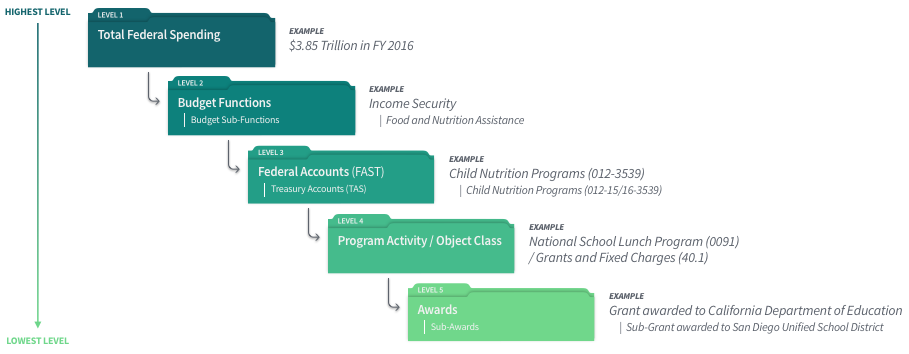 HIGHEST LEVEL
LEVEL 1
Total Federal Spending
EXAMPLE
$3.85 Trillion in FY 2016
LEVEL 2
Budget Functions
Budget Sub-Functions
EXAMPLE
Income Security
Food and Nutrition Assistance
LEVEL 3
Federal Accounts (FAST)
Treasury Accounts (TAS)
EXAMPLE
Child Nutrition Programs (012-3539)
Child Nutrition Programs (012-15/16-3539)
LEVEL 4
Program Activity / Object Class
EXAMPLE
National School Lunch Program (0091)
/ Grants and Fixed Charges (40.1)
LEVEL 5
Awards
Sub-Awards
EXAMPLE
Grant awarded to California Department of Education
Sub-Grant awarded to San Diego Unified School District
LOWEST LEVEL